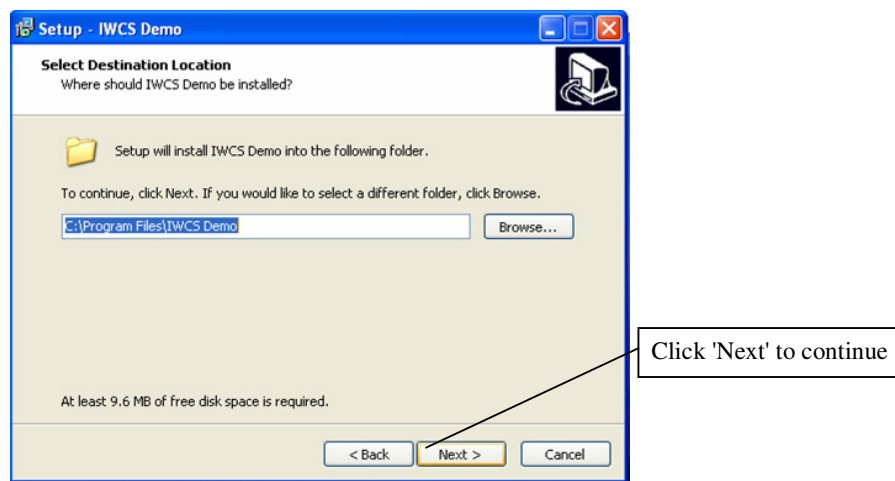 Setup - IWCS Demo
Select Destination Location
Where should IWCS Demo be installed?
Setup will install IWCS Demo into the following folder.
To continue, click Next. If you would like to select a different folder, click Browse.
C:\Program Files\IWCS Demo
Browse...
Click 'Next' to continue
At least 9.6 MB of free disk space is required.
< Back
Next >
Cancel